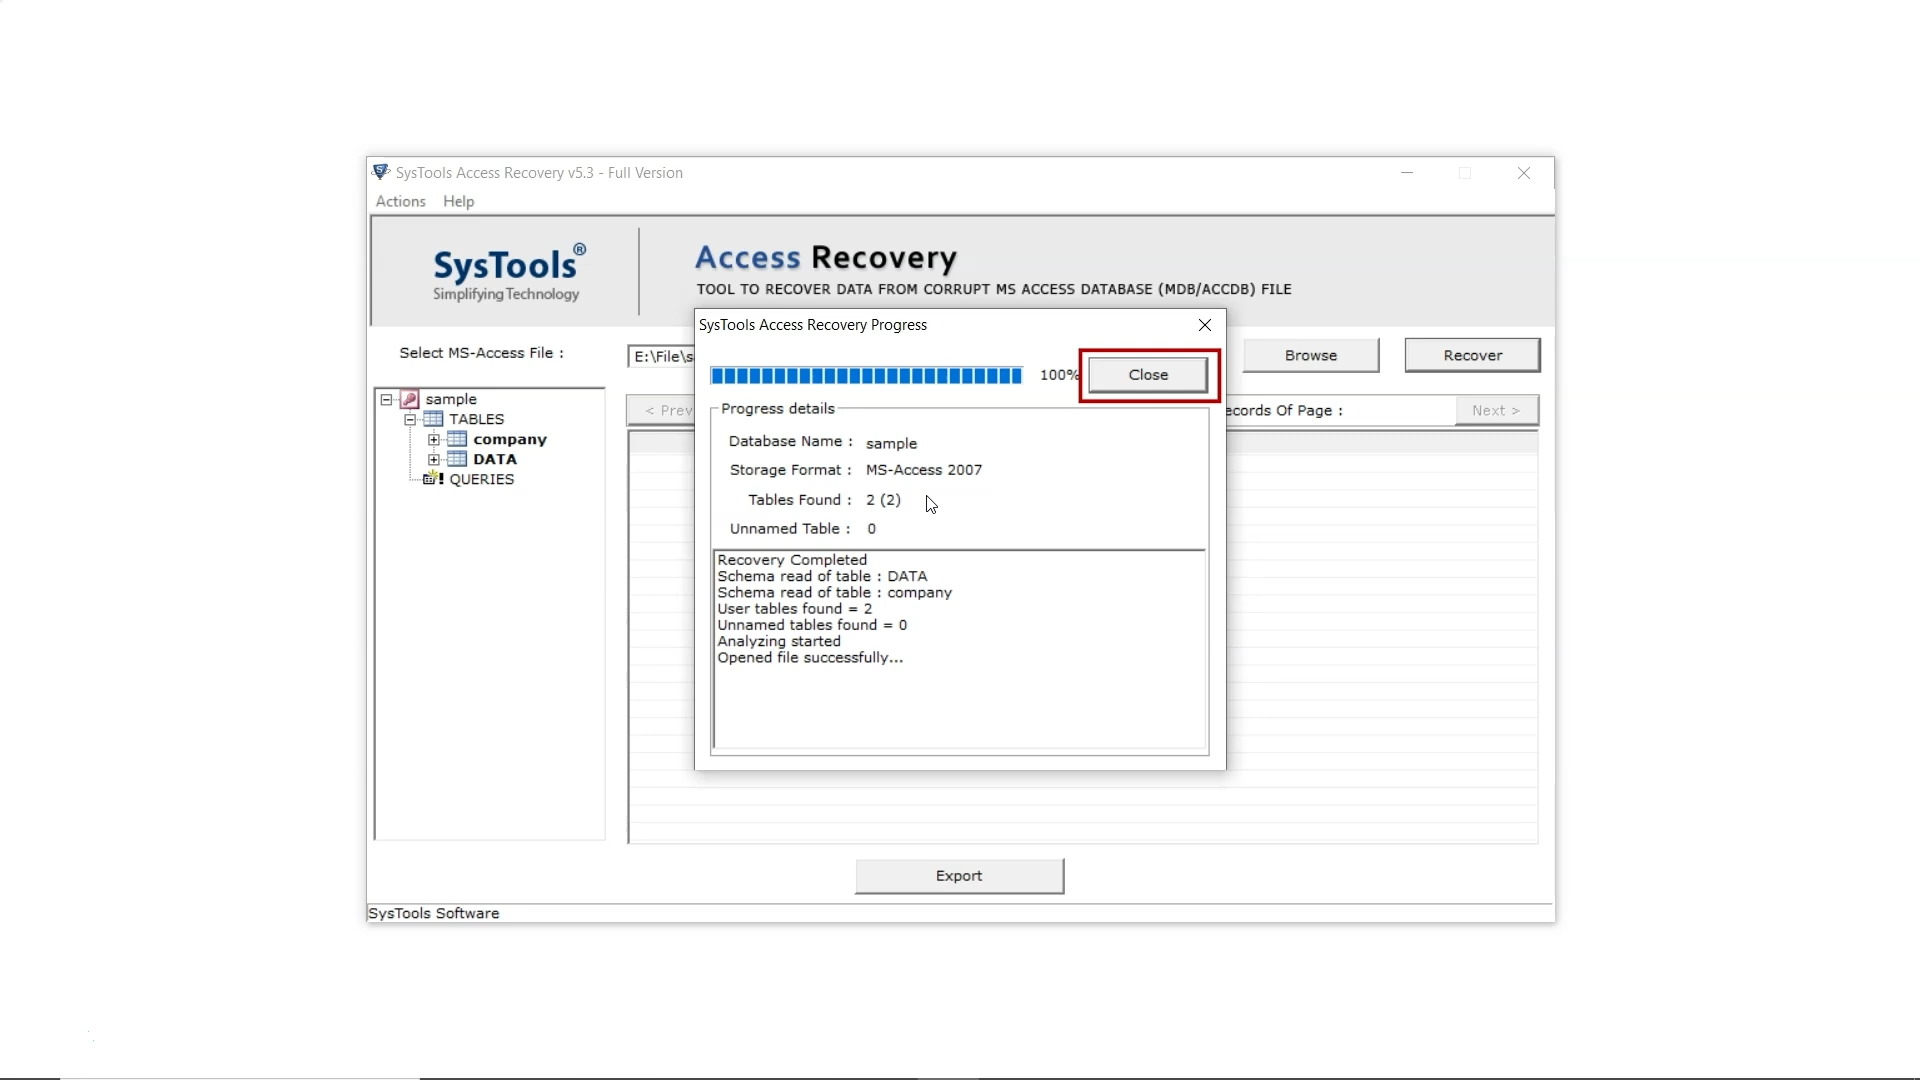 SysTools Access Recovery v5.3 - Full Version
Actions Help
SysTools®
Simplifying Technology
Access Recovery
TOOL TO RECOVER DATA FROM CORRUPT MS ACCESS DATABASE (MDB/ACCDB) FILE
SysTools Access Recovery Progress
Select MS-Access File :
E:\File\s
Browse
Recover
100%
Close
sample
TABLES
company
DATA
QUERIES
< Prev
ecords Of Page :
Next >
Progress details
Database Name : sample
Storage Format : MS-Access 2007
Tables Found : 2 (2)
Unnamed Table : 0
Recovery Completed
Schema read of table : DATA
Schema read of table : company
User tables found = 2
Unnamed tables found = 0
Analyzing started
Opened file successfully...
Export
SysTools Software